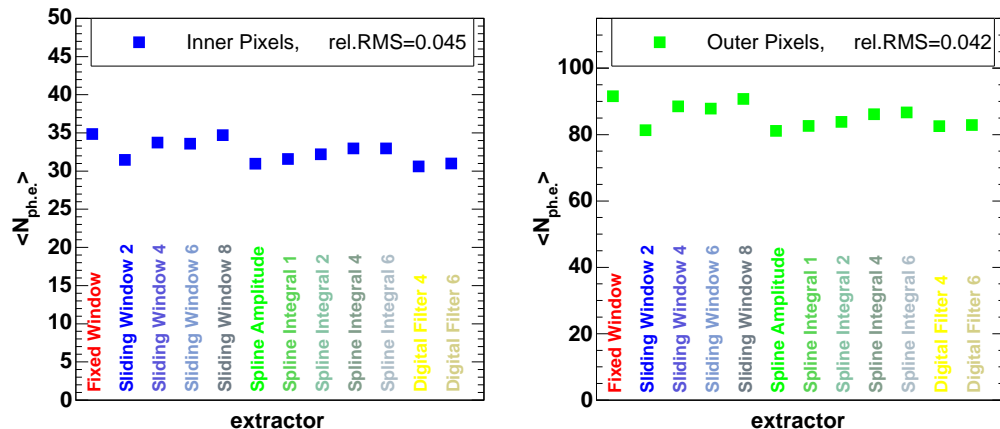 Inner Pixels, rel.RMS=0.045
50
45
40
35
30
25
20
15
10
5
0
<N_ph.e.>
Fixed Window
Sliding Window 2
Sliding Window 4
Sliding Window 6
Sliding Window 8
Spline Amplitude
Spline Integral 1
Spline Integral 2
Spline Integral 4
Spline Integral 6
Digital Filter 4
Digital Filter 6
extractor
Outer Pixels, rel.RMS=0.042
100
80
60
40
20
0
<N_ph.e.>
Fixed Window
Sliding Window 2
Sliding Window 4
Sliding Window 6
Sliding Window 8
Spline Amplitude
Spline Integral 1
Spline Integral 2
Spline Integral 4
Spline Integral 6
Digital Filter 4
Digital Filter 6
extractor